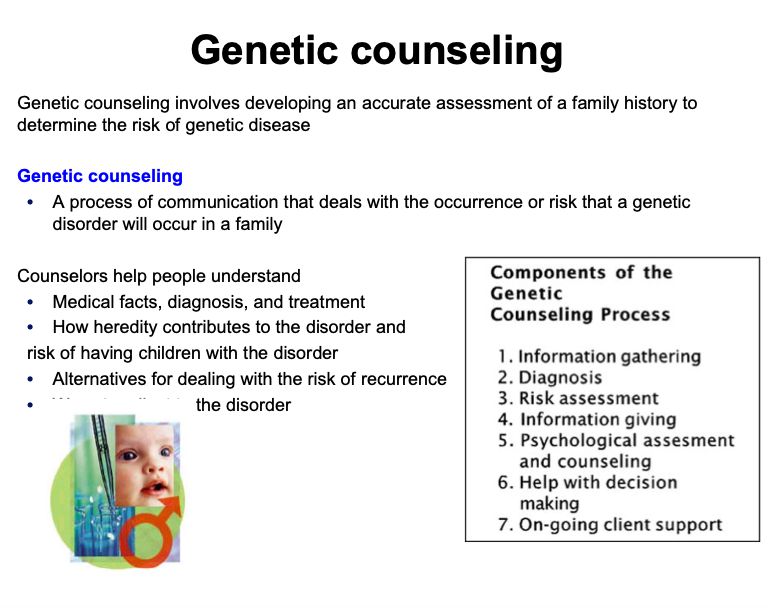 Genetic counseling
Genetic counseling involves developing an accurate assessment of a family history to
determine the risk of genetic disease
Genetic counseling
• A process of communication that deals with the occurrence or risk that a genetic
disorder will occur in a family
Counselors help people understand
• Medical facts, diagnosis, and treatment
• How heredity contributes to the disorder and
risk of having children with the disorder
• Alternatives for dealing with the risk of recurrence
• the disorder
Components of the
Genetic
Counseling Process
1. Information gathering
2. Diagnosis
3. Risk assessment
4. Information giving
5. Psychological assesment
and counseling
6. Help with decision
making
7. On-going client support